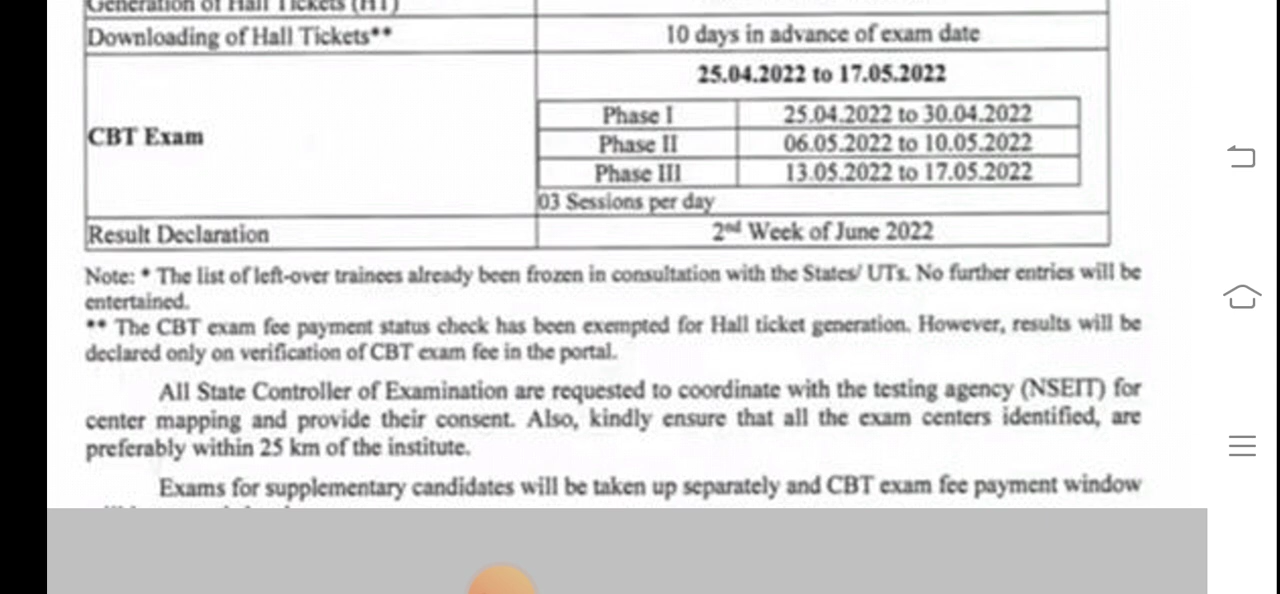 Generation of Hall Tickets (HT)
Downloading of Hall Tickets** 10 days in advance of exam date
25.04.2022 to 17.05.2022
CBT Exam
Phase I 25.04.2022 to 30.04.2022
Phase II 06.05.2022 to 10.05.2022
Phase III 13.05.2022 to 17.05.2022
03 Sessions per day
Result Declaration 2nd Week of June 2022
Note: * The list of left-over trainees already been frozen in consultation with the States/ UTs. No further entries will be
entertained.
** The CBT exam fee payment status check has been exempted for Hall ticket generation. However, results will be
declared only on verification of CBT exam fee in the portal.
All State Controller of Examination are requested to coordinate with the testing agency (NSEIT) for
center mapping and provide their consent. Also, kindly ensure that all the exam centers identified, are
preferably within 25 km of the institute.
Exams for supplementary candidates will be taken up separately and CBT exam fee payment window